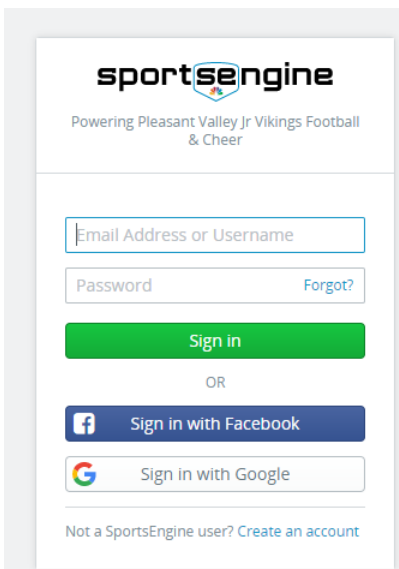 sportsengine
Powering Pleasant Valley Jr Vikings Football
& Cheer
Email Address or Username
Password Forgot?
Sign in
OR
Sign in with Facebook
Sign in with Google
Not a SportsEngine user? Create an account